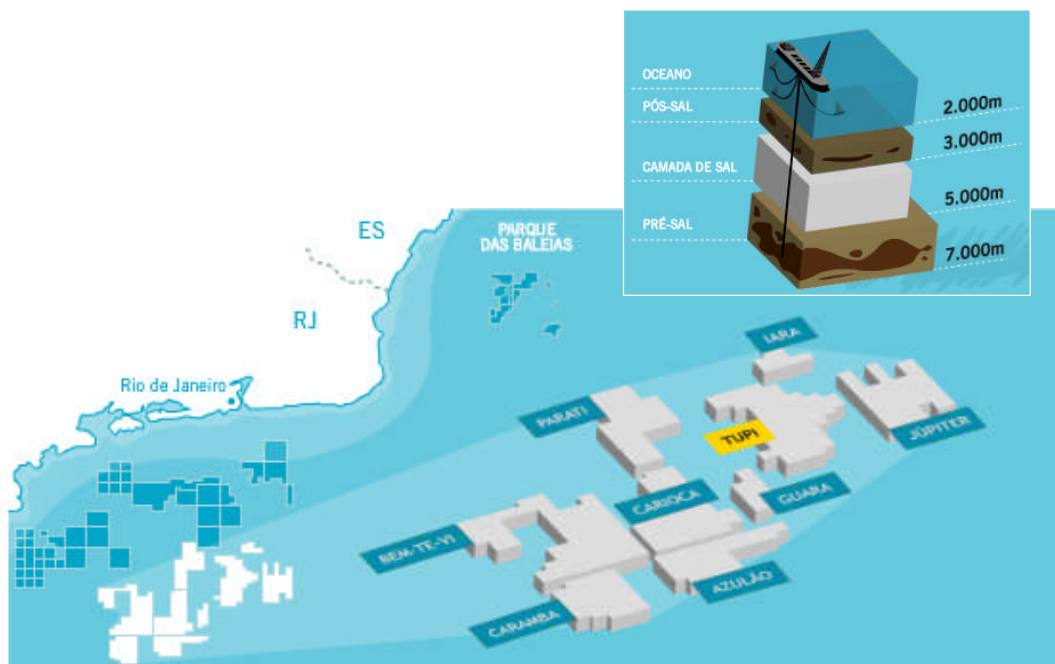 OCEANO
PÓS-SAL
CAMADA DE SAL
PRÉ-SAL
2.000m
3.000m
5.000m
7.000m
ES
PARQUE
DAS BALEIAS
RJ
Rio de Janeiro
IARA
PARATI
TUPI
JÚPITER
CARIOCA
GUARA
BEM-TE-VI
AZULÃO
CARAMBA